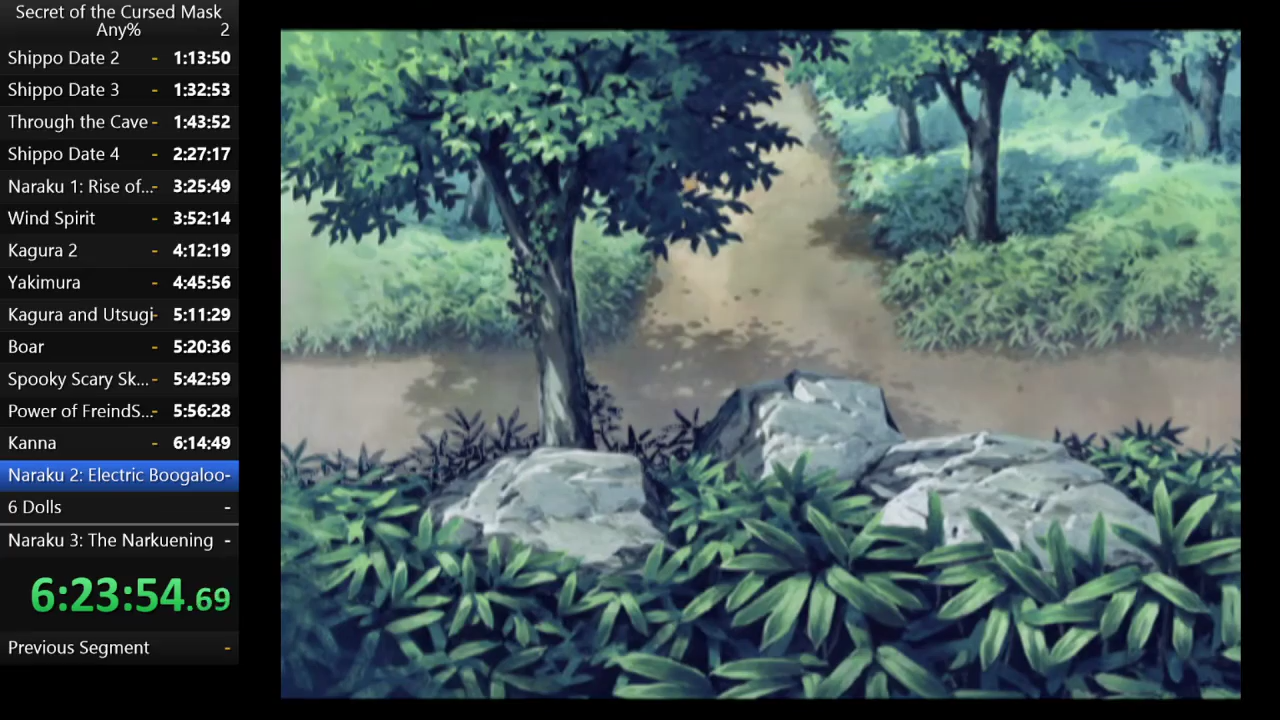 Secret of the Cursed Mask
Any% 2
Shippo Date 2 - 1:13:50
Shippo Date 3 - 1:32:53
Through the Cave - 1:43:52
Shippo Date 4 - 2:27:17
Naraku 1: Rise of... - 3:25:49
Wind Spirit - 3:52:14
Kagura 2 - 4:12:19
Yakimura - 4:45:56
Kagura and Utsugi - 5:11:29
Boar - 5:20:36
Spooky Scary Sk... - 5:42:59
Power of FreindS... - 5:56:28
Kanna - 6:14:49
Naraku 2: Electric Boogaloo -
6 Dolls -
Naraku 3: The Narkuening -
6:23:54.69
Previous Segment -